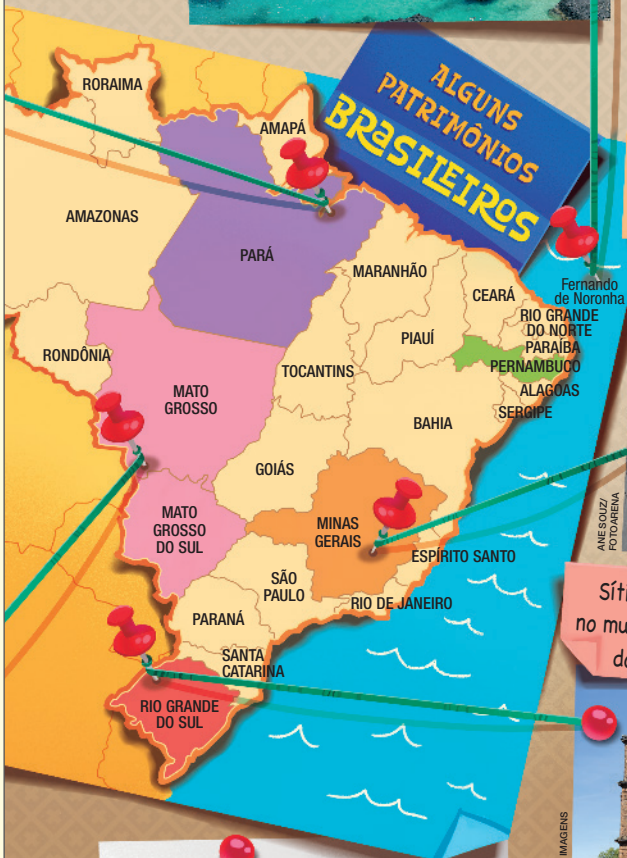 ALGUNS
PATRIMÔNIOS
BRASILEIROS
RORAIMA
AMAPÁ
AMAZONAS
PARÁ
MARANHÃO
CEARÁ
Fernando
de Noronha
RIO GRANDE
DO NORTE
PARAÍBA
PIAUÍ
PERNAMBUCO
RONDÔNIA
TOCANTINS
ALAGOAS
MATO
GROSSO
SERGIPE
BAHIA
GOIÁS
MATO
GROSSO
DO SUL
MINAS
GERAIS
ESPÍRITO SANTO
SÃO
PAULO
RIO DE JANEIRO
PARANÁ
SANTA
CATARINA
RIO GRANDE
DO SUL
ANE SOUZ/
FOTOARENA
no
IMAGENS